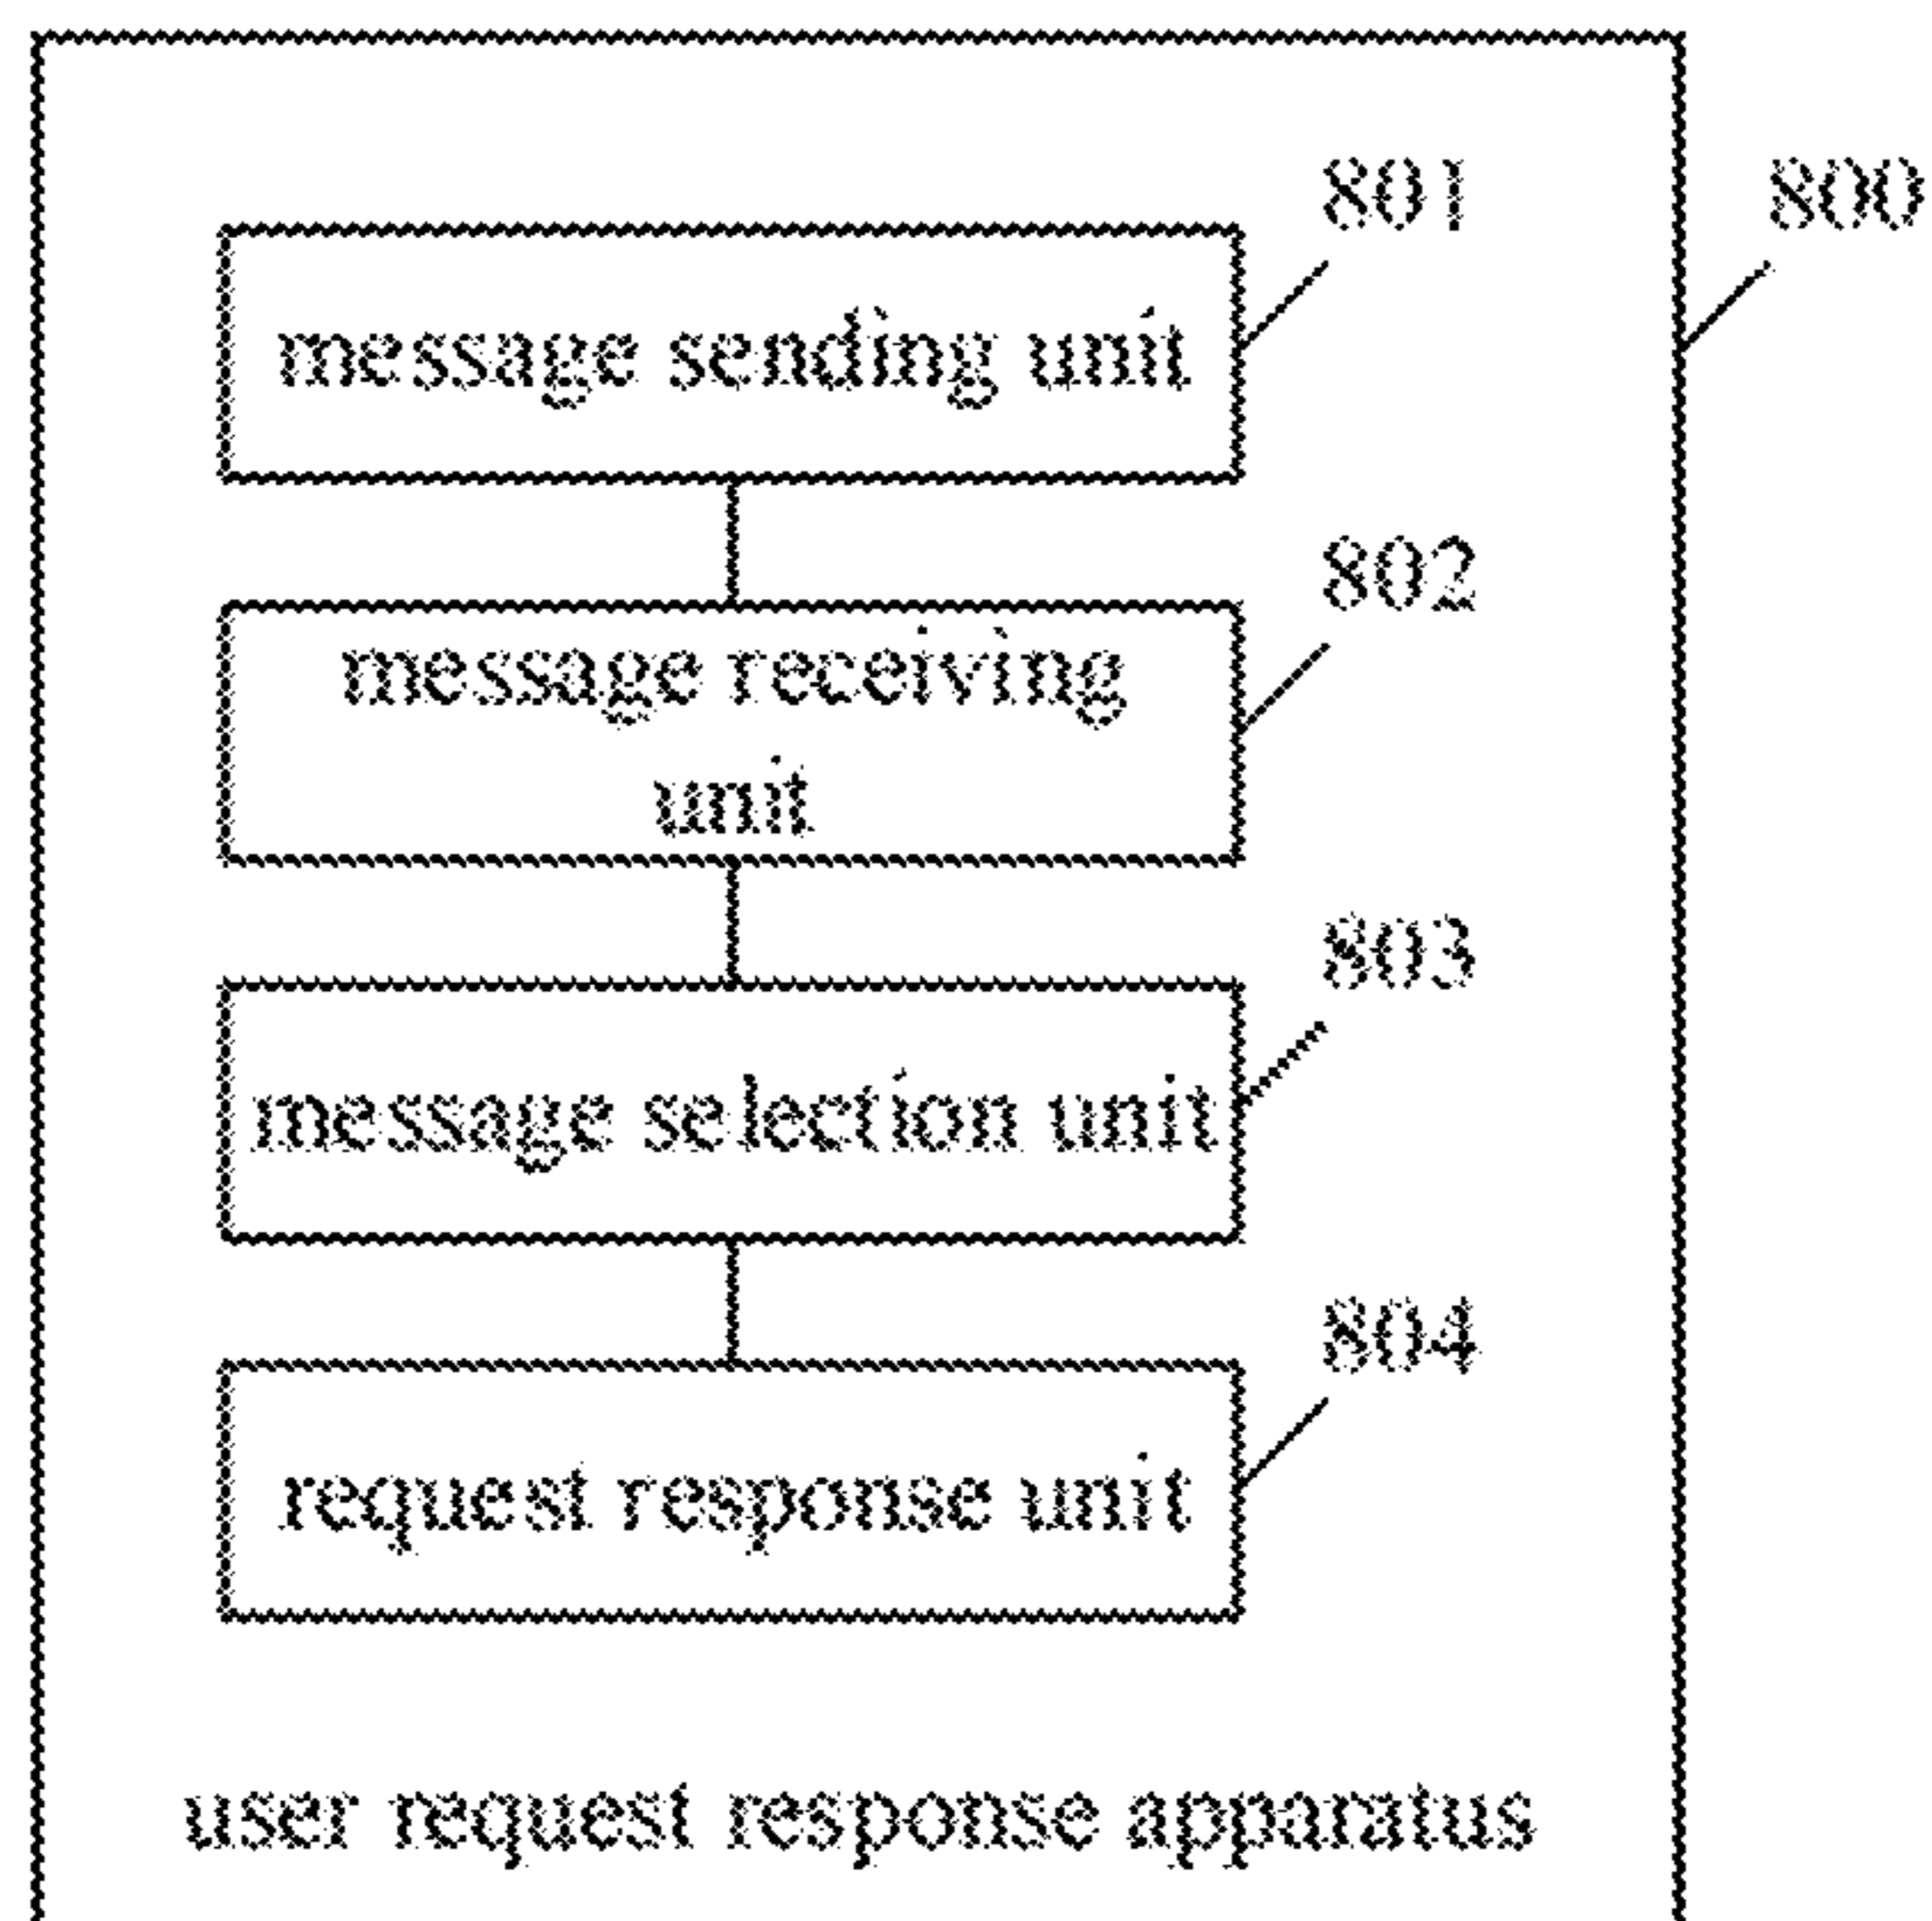 801
800
message sending unit
802
message receiving
unit
803
message selection unit
804
request response unit
user request response apparatus